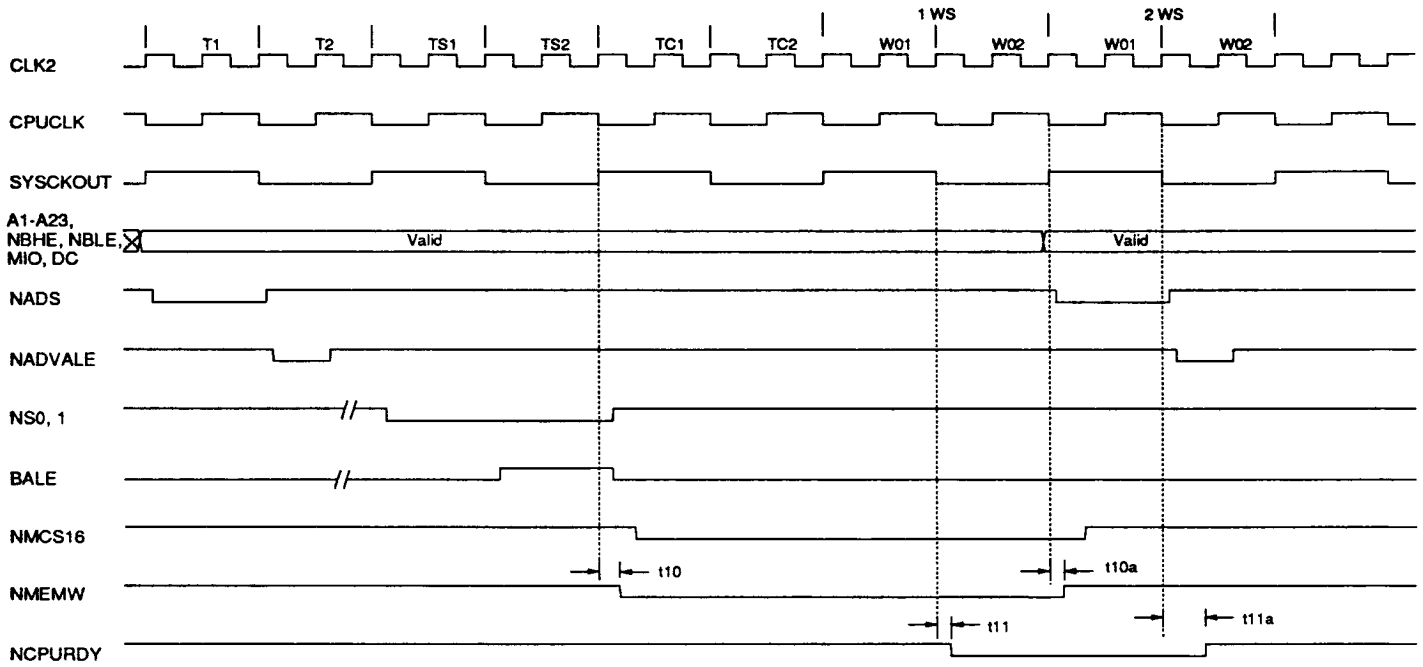 1 WS 2 WS
T1 T2 TS1 TS2 TC1 TC2 W01 W02 W01 W02
CLK2
CPUCLK
SYSCKOUT
A1-A23,
NBHE, NBLE,
MIO, DC
Valid Valid
NADS
NADVALE
NS0, 1
BALE
NMCS16
t10 t10a
NMEMW
t11 t11a
NCPURDY